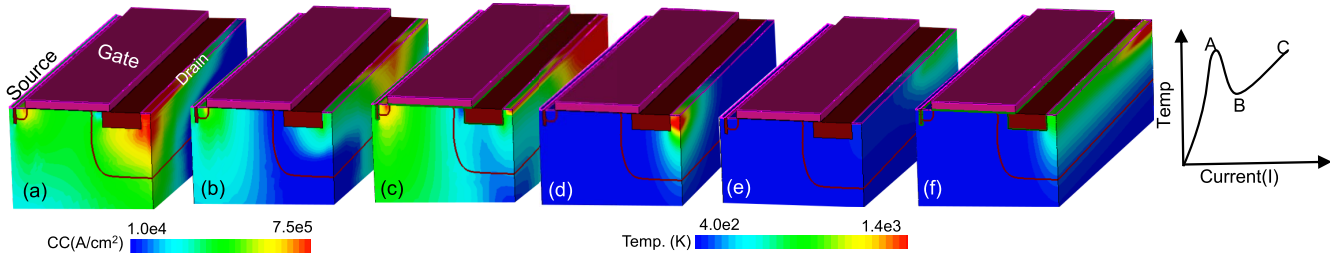 Source
Gate
Drain
(a)
(b)
(c)
(d)
(e)
(f)
CC(A/cm²)
1.0e4
7.5e5
Temp. (K)
4.0e2
1.4e3
A
B
C
Temp
Current(I)